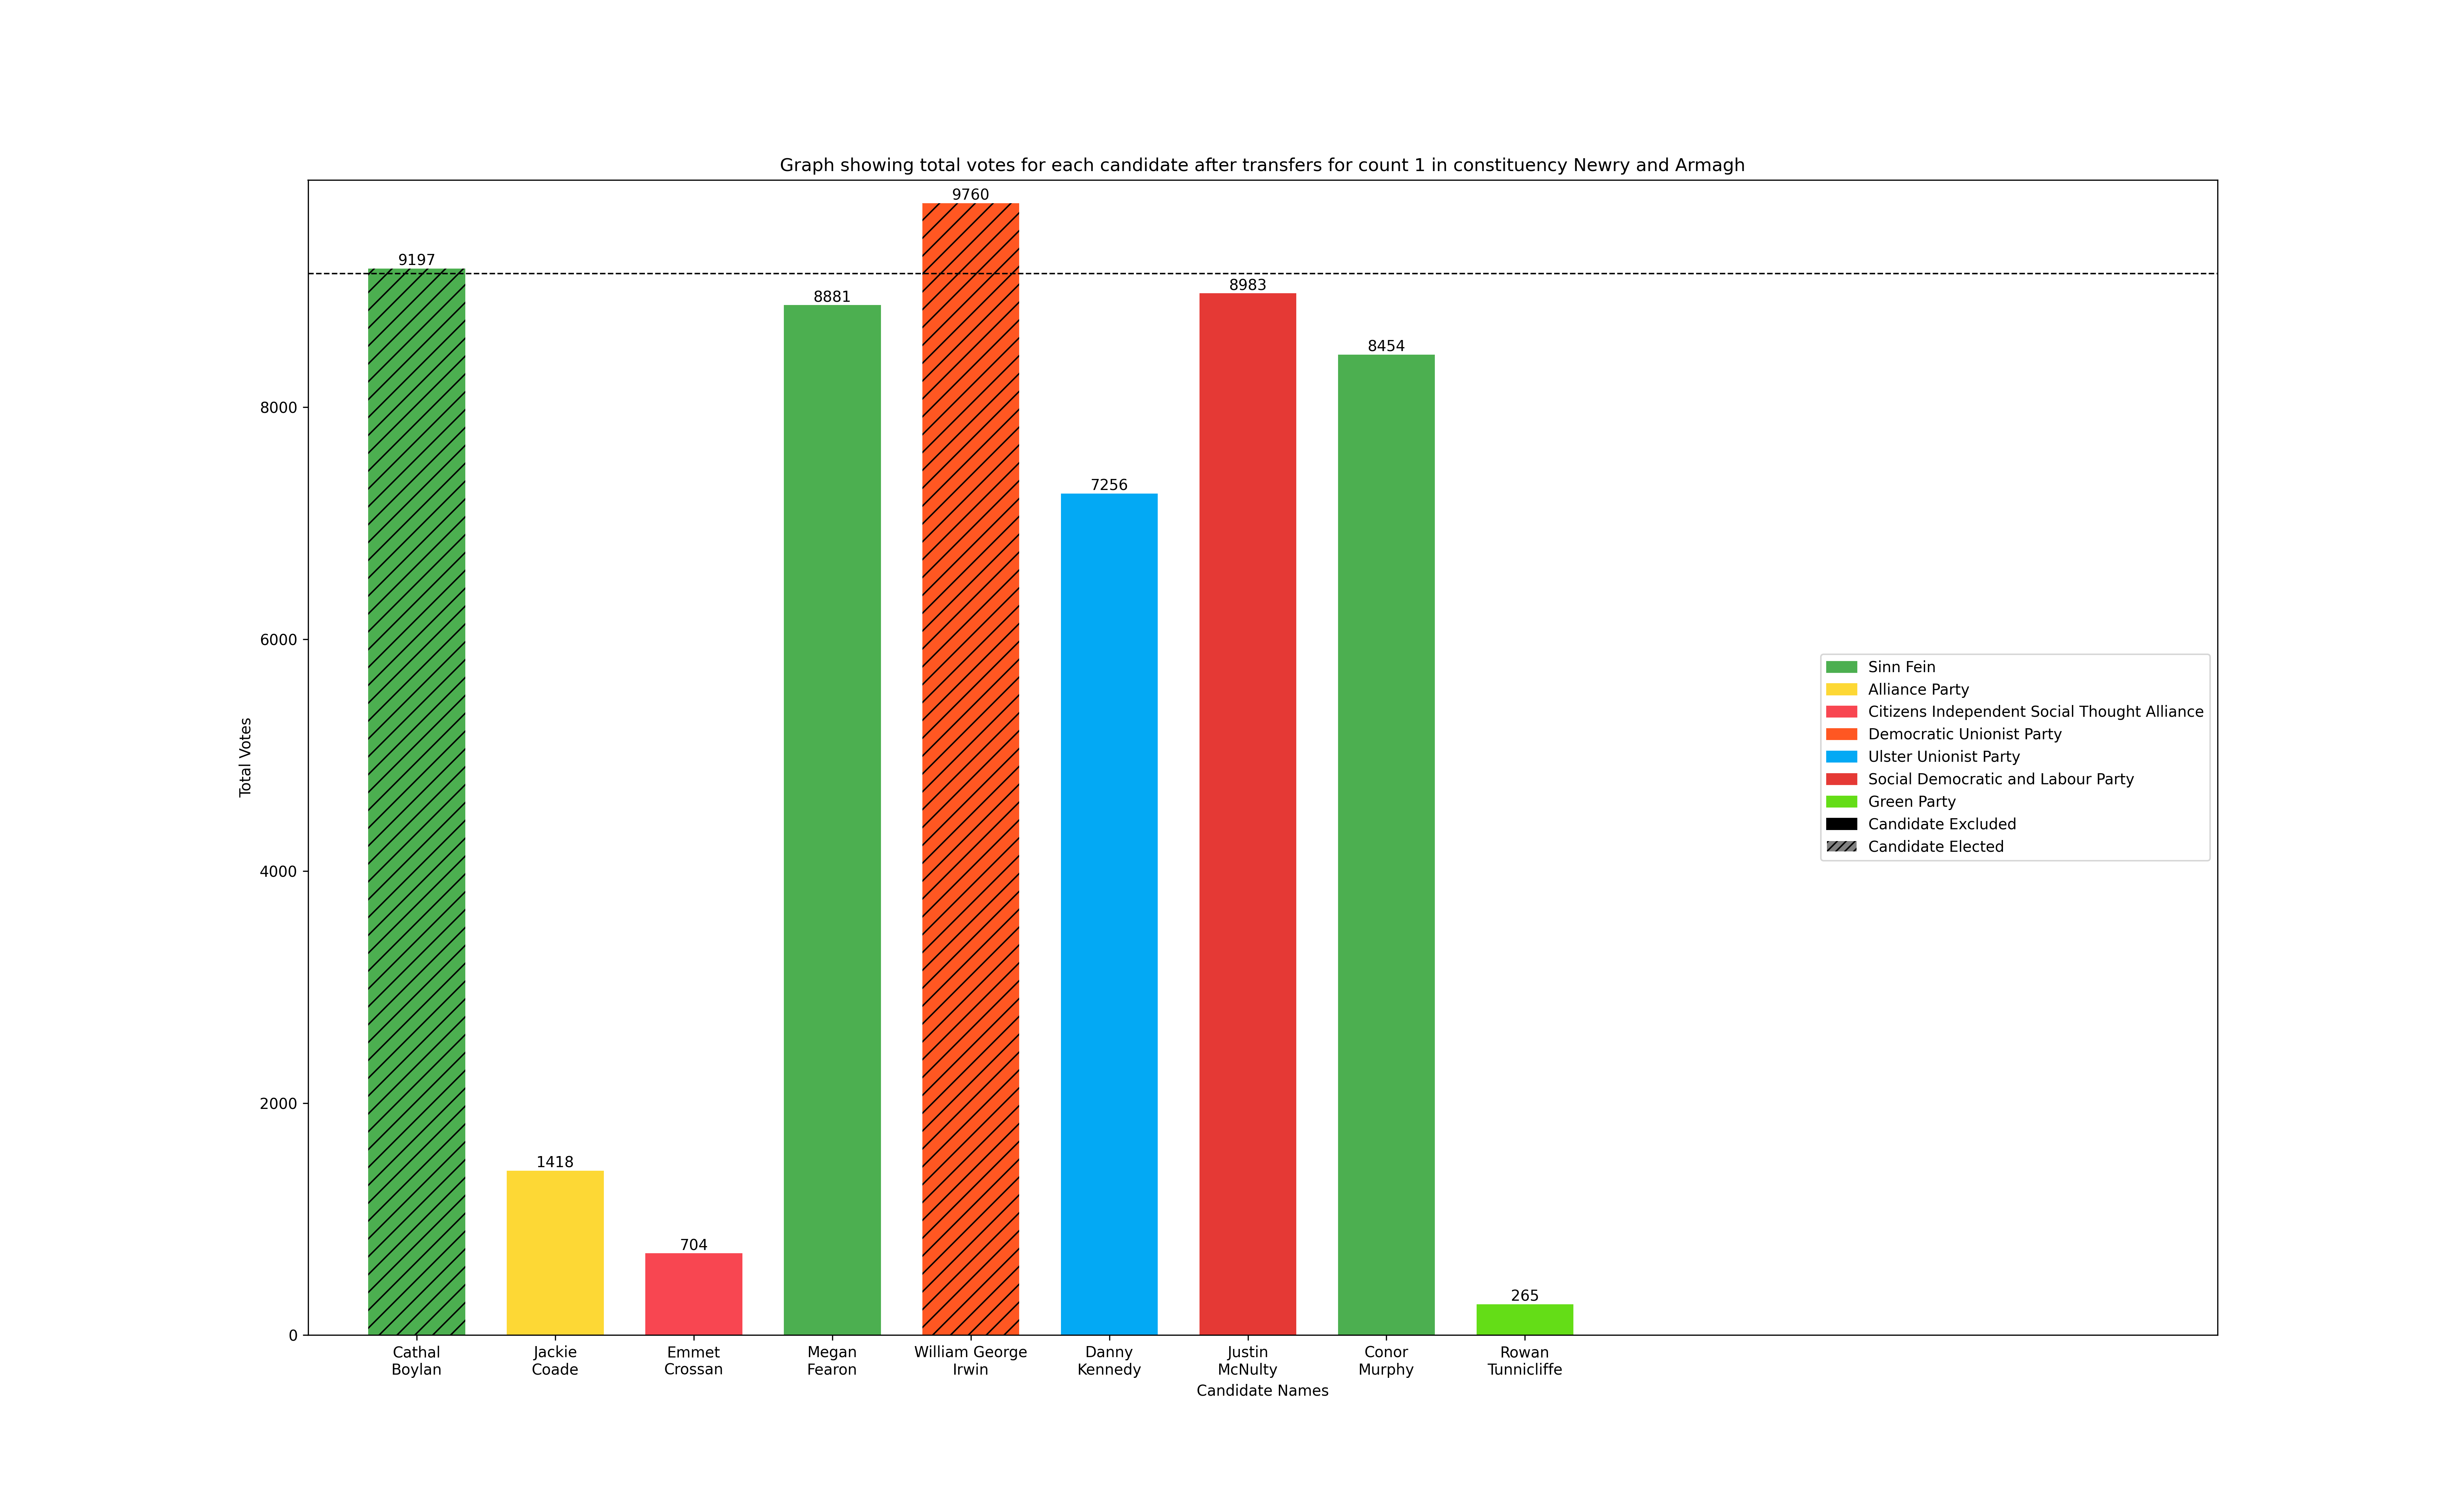 Graph showing total votes for each candidate after transfers for count 1 in constituency Newry and Armagh
9760
9197
8983
8881
8454
7256
1418
704
265
8000
6000
4000
2000
0
Total Votes
Sinn Fein
Alliance Party
Citizens Independent Social Thought Alliance
Democratic Unionist Party
Ulster Unionist Party
Social Democratic and Labour Party
Green Party
Candidate Excluded
Candidate Elected
Cathal
Boylan
Jackie
Coade
Emmet
Crossan
Megan
Fearon
William George
Irwin
Danny
Kennedy
Justin
McNulty
Conor
Murphy
Rowan
Tunnicliffe
Candidate Names